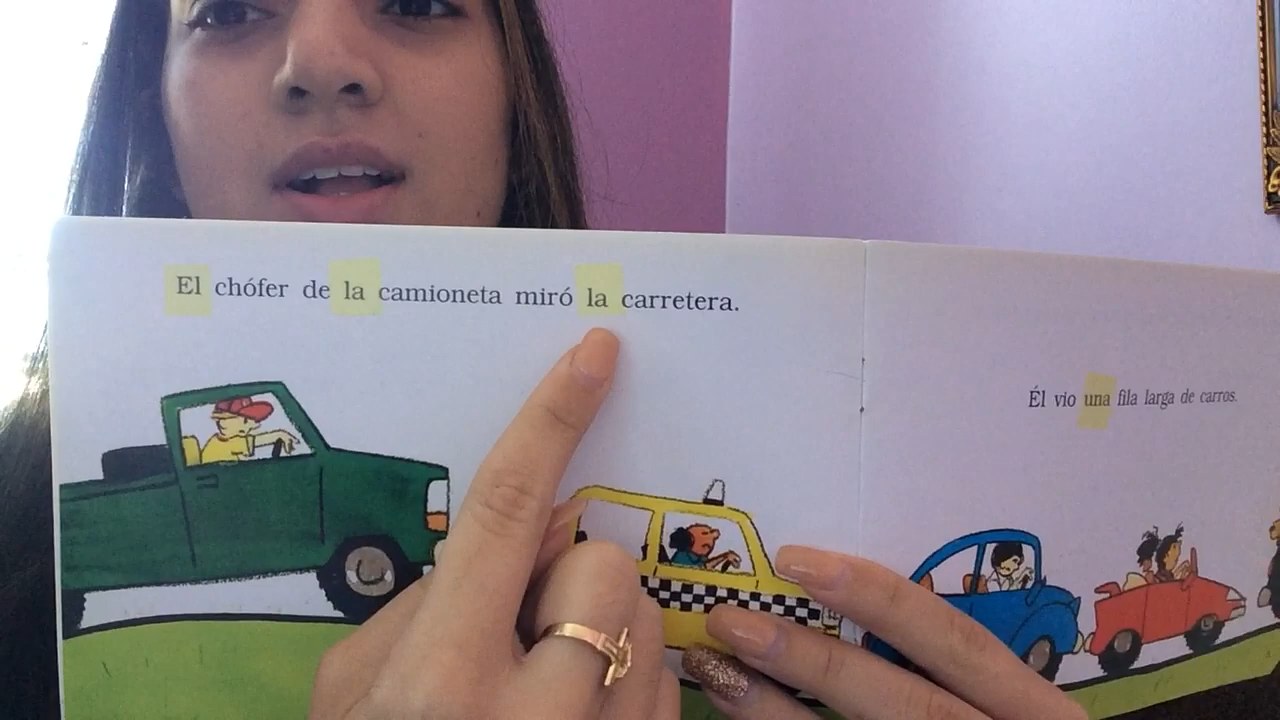 El chófer de la camioneta miró la carretera.
Él vio una fila larga de carros.